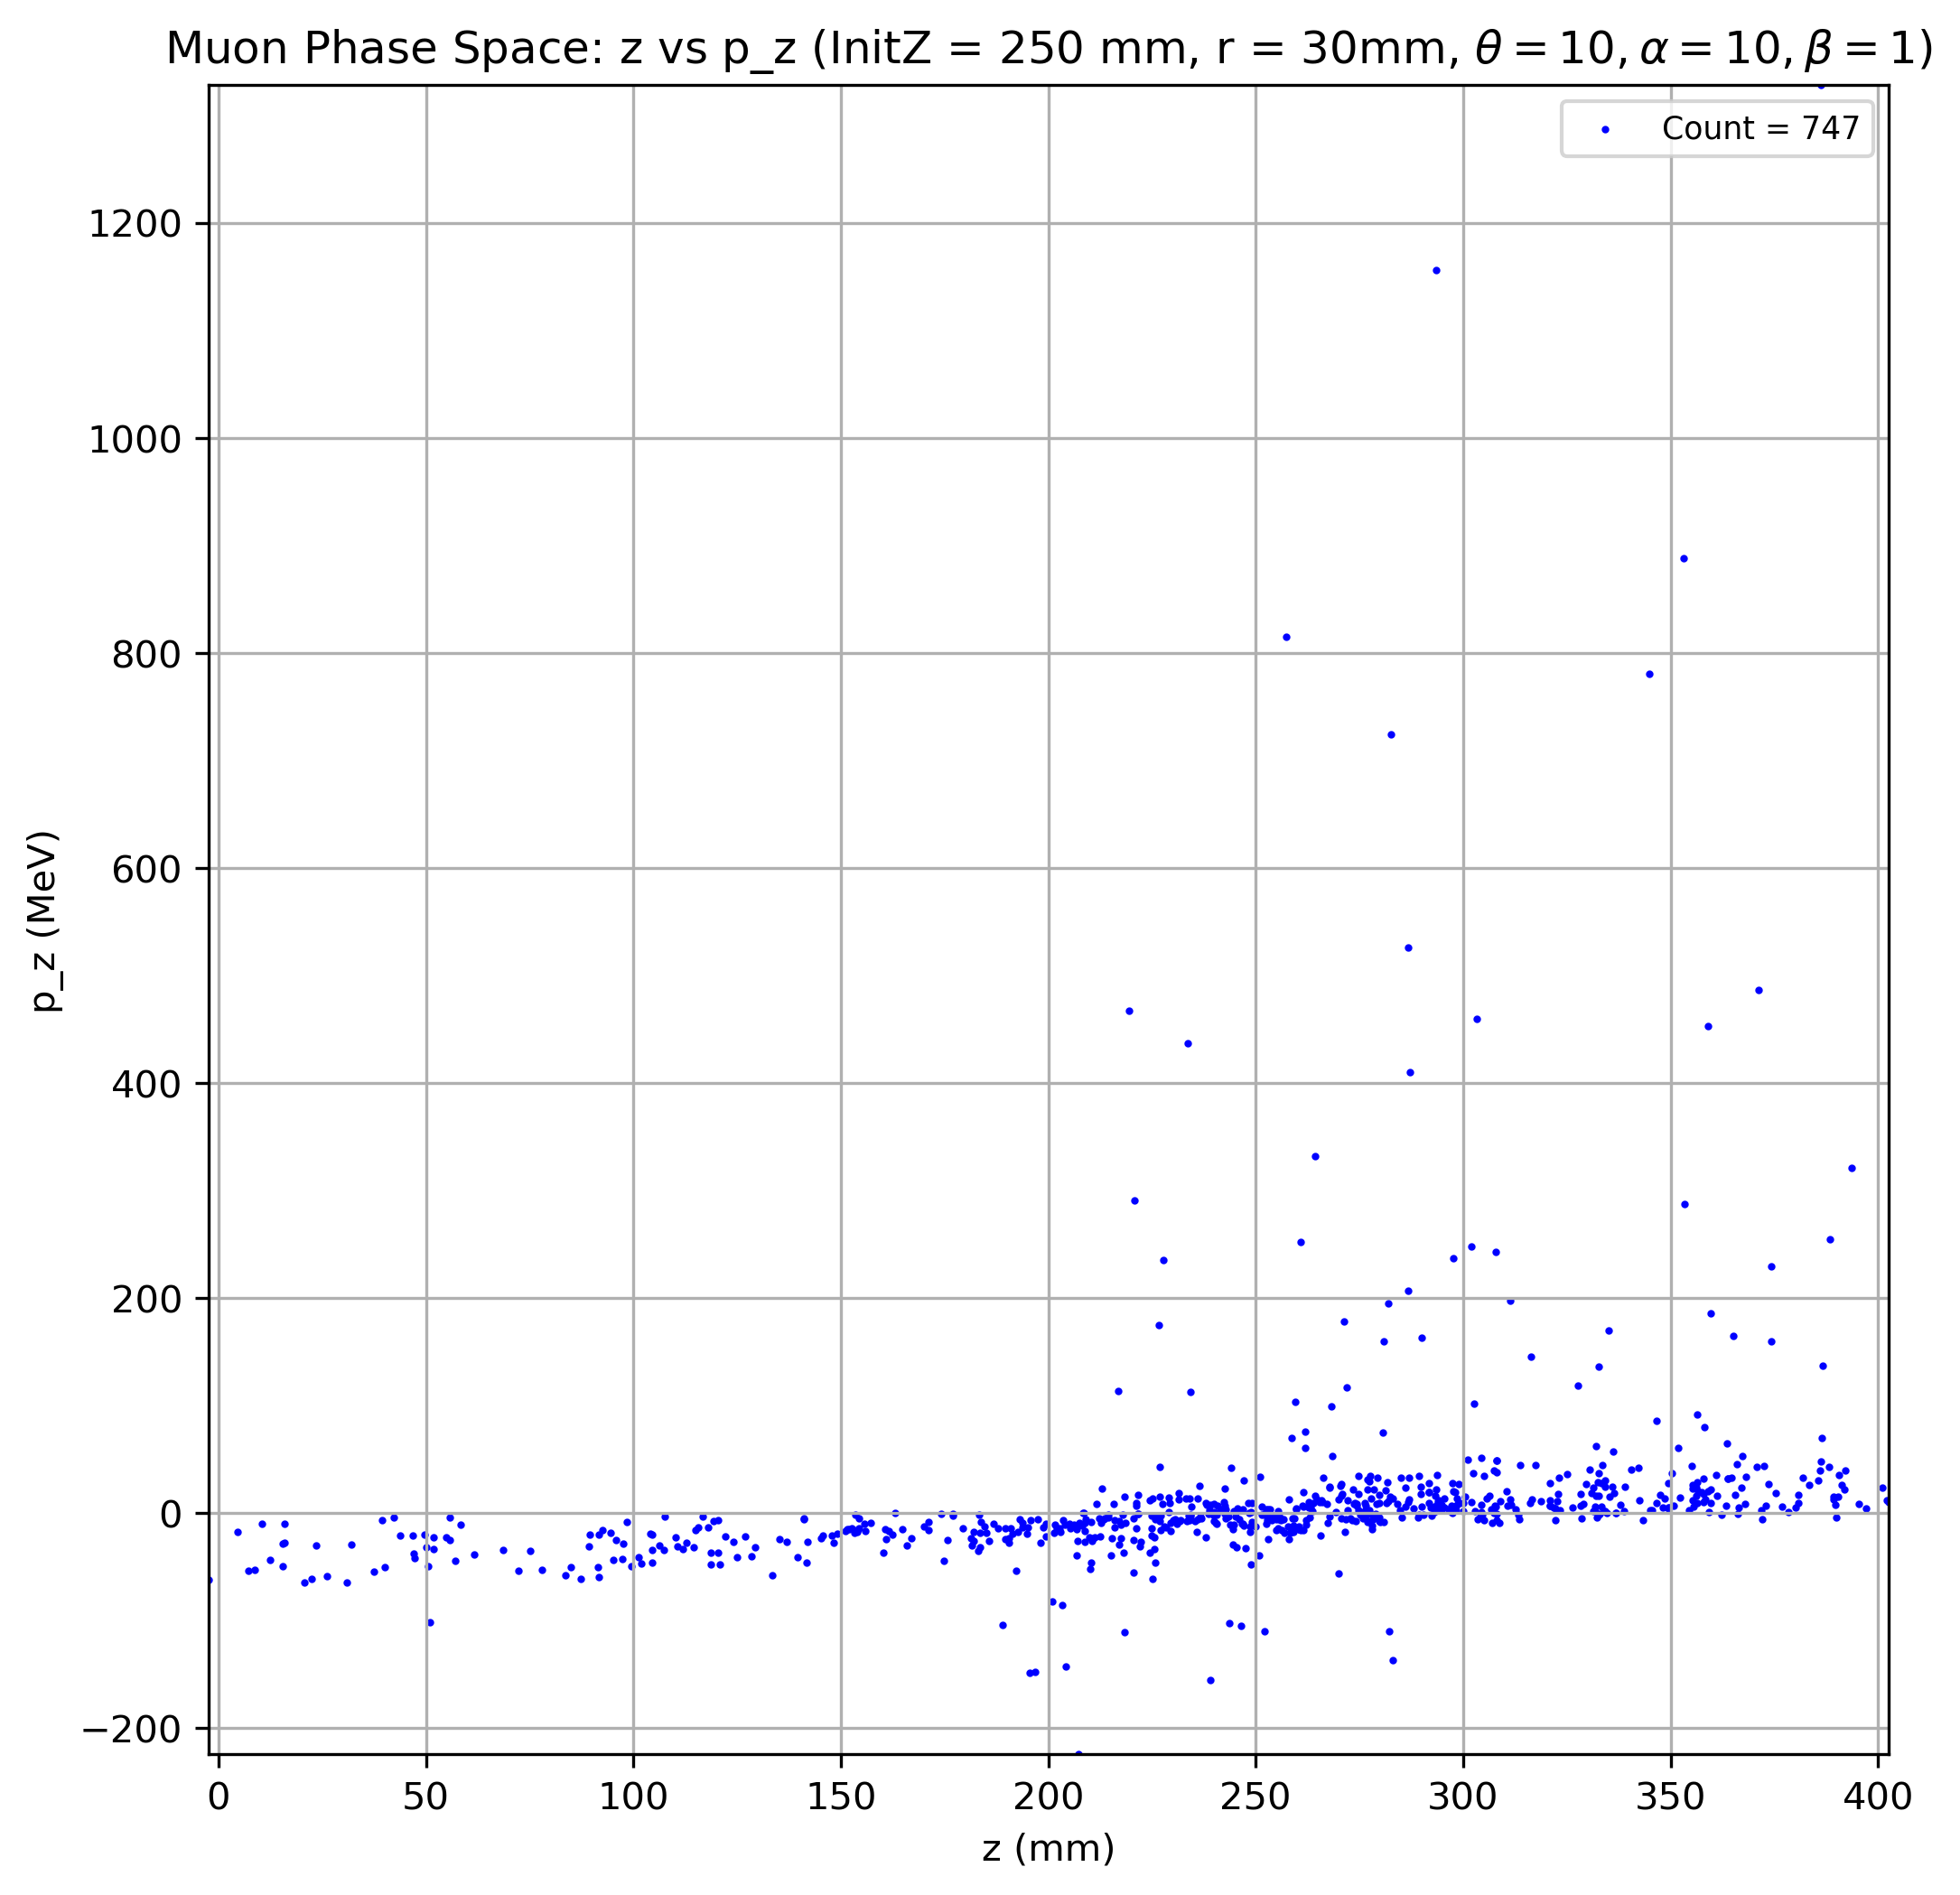 Muon Phase Space: z vs p_z (InitZ = 250 mm, r = 30mm, θ = 10, α = 10, β = 1)
Count = 747
1200
1000
800
600
400
200
0
−200
p_z (MeV)
0 50 100 150 200 250 300 350 400
z (mm)